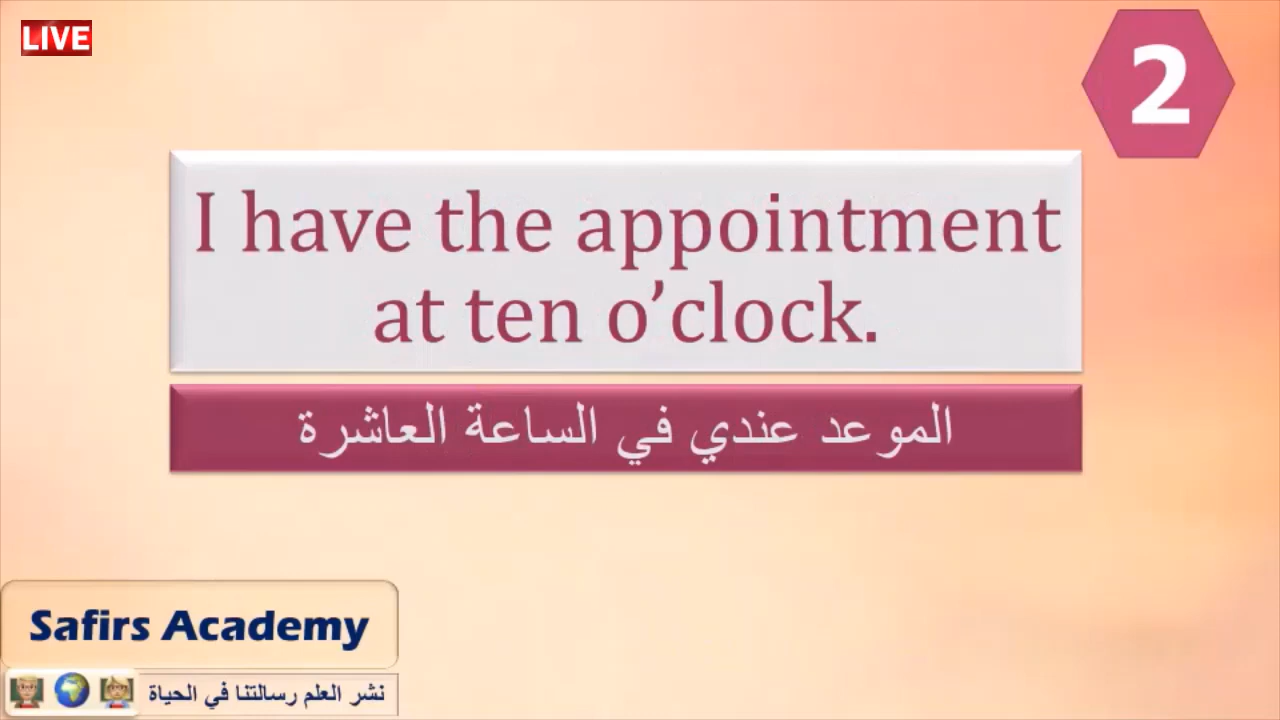 LIVE
2
I have the appointment
at ten o’clock.
الموعد عندي في الساعة العاشرة
Safirs Academy
نشر العلم رسالتنا في الحياة